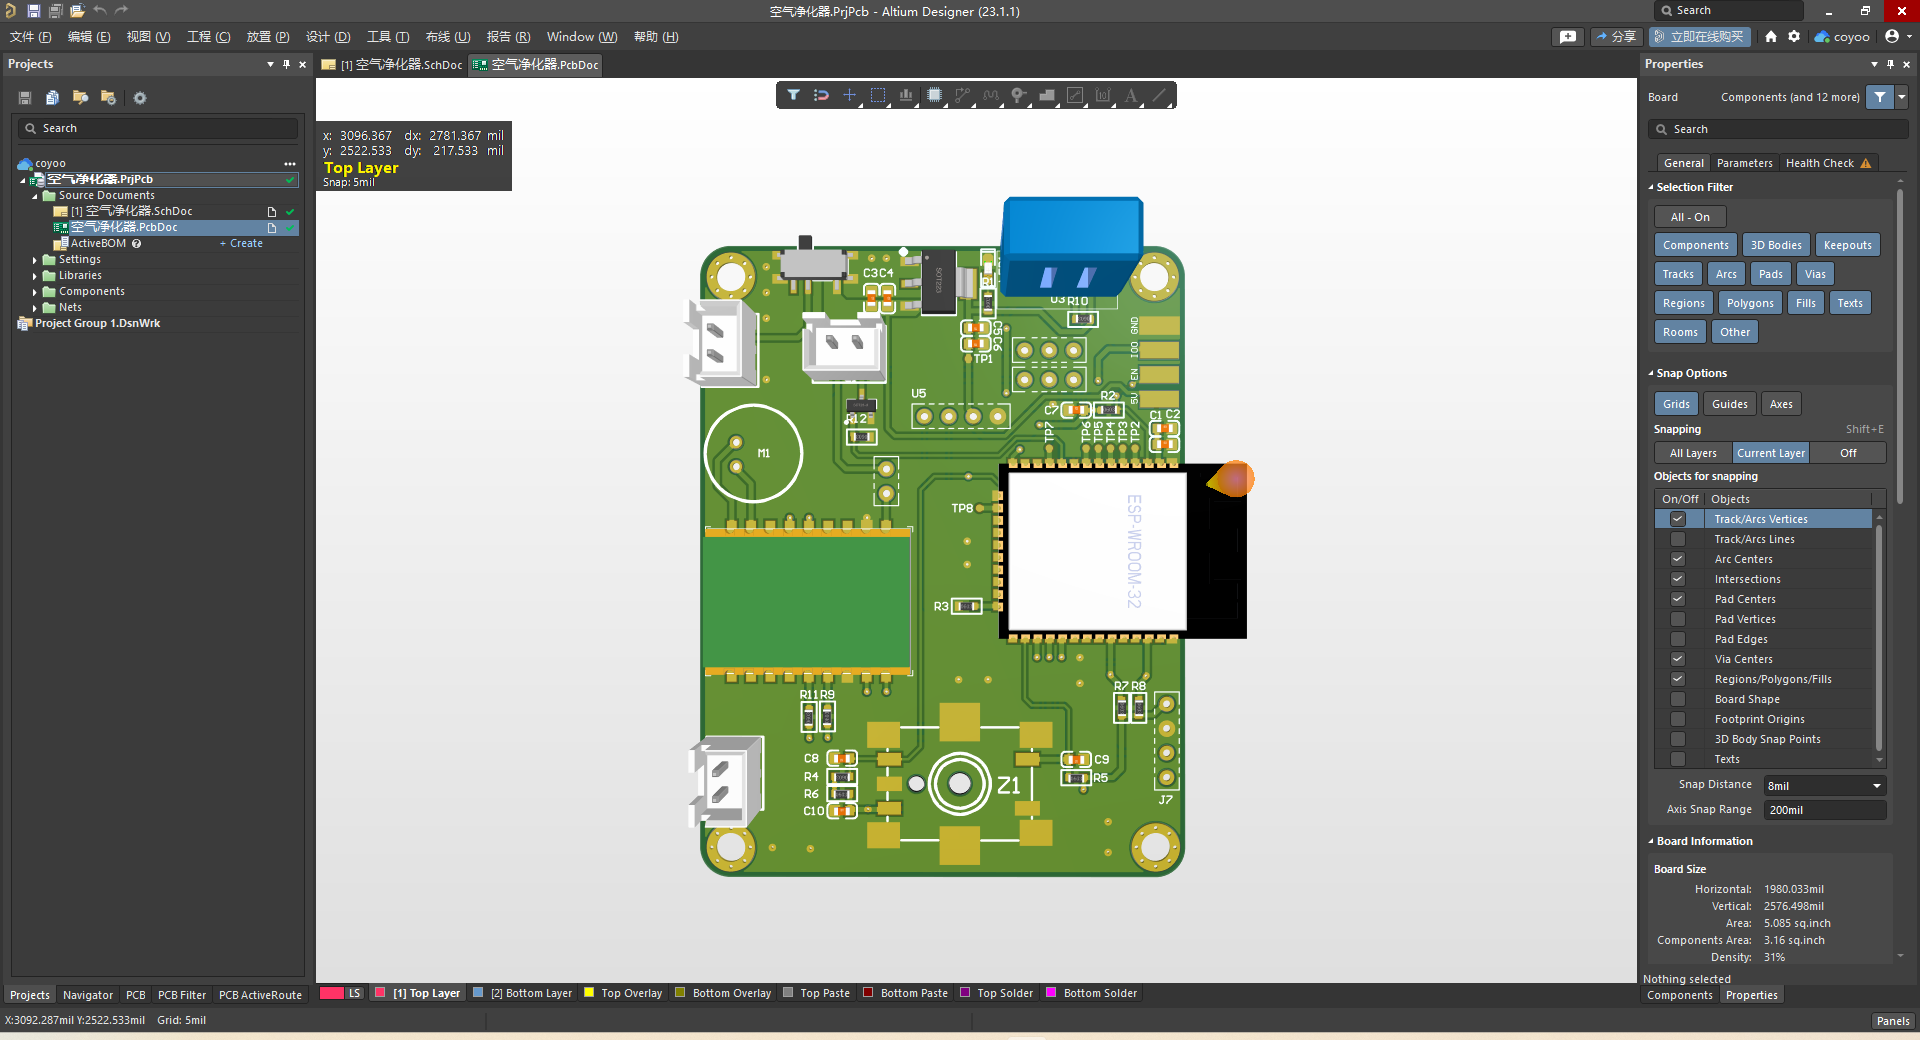 空气净化器.PrjPcb - Altium Designer (23.1.1)
Search
文件 (F) 编辑 (E) 视图 (V) 工程 (C) 放置 (P) 设计 (D) 工具 (T) 布线 (U) 报告 (R) Window (W) 帮助 (H)
分享
立即在线购买
coyoo
Projects
[1] 空气净化器.SchDoc
空气净化器.PcbDoc
Search
coyoo
空气净化器.PrjPcb
Source Documents
[1] 空气净化器.SchDoc
空气净化器.PcbDoc
ActiveBOM
+ Create
Settings
Libraries
Components
Nets
Project Group 1.DsnWrk
x: 3096.367 dx: 2781.367 mil
y: 2522.533 dy: 217.533 mil
Top Layer
Snap: 5mil
C3C4
SOT223
R1
U3
R10
C5
C6
TP1
GND
IO0
EN
5V
U5
C7
R2
C1
C2
R12
TP7
TP6
TP5
TP4
TP3
TP2
M1
TP8
ESP-WROOM-32
R3
R11
R9
R7
R8
C8
R4
R6
C10
Z1
C9
R5
J7
Properties
Board Components (and 12 more)
Search
General Parameters Health Check
Selection Filter
All - On
Components 3D Bodies Keepouts
Tracks Arcs Pads Vias
Regions Polygons Fills Texts
Rooms Other
Snap Options
Grids Guides Axes
Snapping Shift+E
All Layers Current Layer Off
Objects for snapping
On/Off Objects
Track/Arcs Vertices
Track/Arcs Lines
Arc Centers
Intersections
Pad Centers
Pad Vertices
Pad Edges
Via Centers
Regions/Polygons/Fills
Board Shape
Footprint Origins
3D Body Snap Points
Texts
Snap Distance 8mil
Axis Snap Range 200mil
Board Information
Board Size
Horizontal: 1980.033mil
Vertical: 2576.498mil
Area: 5.085 sq.inch
Components Area: 3.16 sq.inch
Density: 31%
Nothing selected
Components Properties
Projects Navigator PCB PCB Filter PCB ActiveRoute
LS [1] Top Layer [2] Bottom Layer Top Overlay Bottom Overlay Top Paste Bottom Paste Top Solder Bottom Solder
X:3092.287mil Y:2522.533mil Grid: 5mil
Panels